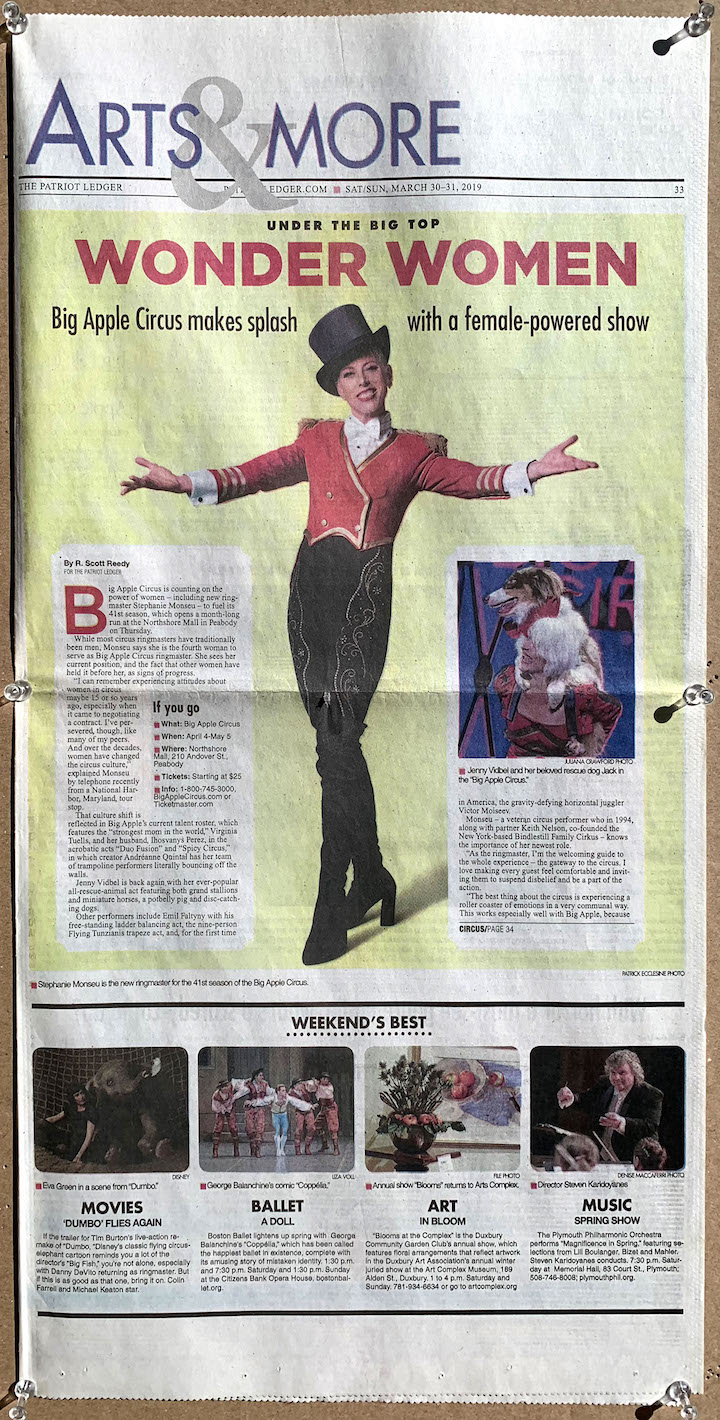 ARTS & MORE
THE PATRIOT LEDGER
LEDGER.COM ■ SAT/SUN, MARCH 30–31, 2019
33
UNDER THE BIG TOP
WONDER WOMEN
Big Apple Circus makes splash with a female-powered show
By R. Scott Reedy
FOR THE PATRIOT LEDGER
Big Apple Circus is counting on the
power of women – including new ring-
master Stephanie Monseu – to fuel its
41st season, which opens a month-long
run at the Northshore Mall in Peabody
on Thursday.
While most circus ringmasters have traditionally
been men, Monseu says she is the fourth woman to
serve as Big Apple Circus ringmaster. She sees her
current position, and the fact that other women have
held it before her, as signs of progress.
"I can remember experiencing attitudes about
women in circus
maybe 15 or so years
ago, especially when
it came to negotiating
a contract. I've per-
severed, though, like
many of my peers.
And over the decades,
women have changed
the circus culture,"
explained Monseu
by telephone recently
from a National Har-
bor, Maryland, tour
stop.
That culture shift is
reflected in Big Apple's current talent roster, which
features the "strongest mom in the world," Virginia
Tuells, and her husband, Ihosvanys Perez, in the
acrobatic acts "Duo Fusion" and "Spicy Circus,"
in which creator Andréanne Quintal has her team
of trampoline performers literally bouncing off the
walls.
Jenny Vidbel is back again with her ever-popular
all-rescue-animal act featuring both grand stallions
and miniature horses, a potbelly pig and disc-catch-
ing dogs.
Other performers include Emil Faltyny with his
free-standing ladder balancing act, the nine-person
Flying Tunzianis trapeze act, and, for the first time
If you go
■ What: Big Apple Circus
■ When: April 4-May 5
■ Where: Northshore
Mall, 210 Andover St.,
Peabody
■ Tickets: Starting at $25
■ Info: 1-800-745-3000,
BigAppleCircus.com or
Ticketmaster.com
JULIANA CRAWFORD PHOTO
■ Jenny Vidbel and her beloved rescue dog Jack in
the "Big Apple Circus."
in America, the gravity-defying horizontal juggler
Victor Moiseev.
Monseu – a veteran circus performer who in 1994,
along with partner Keith Nelson, co-founded the
New York-based Bindlestiff Family Cirkus – knows
the importance of her newest role.
"As the ringmaster, I'm the welcoming guide to
the whole experience – the gateway to the circus. I
love making every guest feel comfortable and invit-
ing them to suspend disbelief and be a part of the
action.
"The best thing about the circus is experiencing a
roller coaster of emotions in a very communal way.
This works especially well with Big Apple, because
CIRCUS/PAGE 34
PATRICK ECCLESINE PHOTO
■ Stephanie Monseu is the new ringmaster for the 41st season of the Big Apple Circus.
WEEKEND'S BEST
DISNEY
■ Eva Green in a scene from "Dumbo."
MOVIES
'DUMBO' FLIES AGAIN
If the trailer for Tim Burton's live-action re-
make of "Dumbo, "Disney's classic flying circus-
elephant cartoon reminds you a lot of the
director's "Big Fish," you're not alone, especially
with Danny DeVito returning as ringmaster. But
if this is as good as that one, bring it on. Colin
Farrell and Michael Keaton star.
LIZA VOLL
■ George Balanchine's comic "Coppélia."
BALLET
A DOLL
Boston Ballet lightens up spring with George
Balanchine's "Coppélia," which has been called
the happiest ballet in existence, complete with
its amusing story of mistaken identity. 1:30 p.m.
and 7:30 p.m. Saturday and 1:30 p.m. Sunday
at the Citizens Bank Opera House, bostonbal-
let.org.
FILE PHOTO
■ Annual show "Blooms" returns to Arts Complex.
ART
IN BLOOM
"Blooms at the Complex" is the Duxbury
Community Garden Club's annual show, which
features floral arrangements that reflect artwork
in the Duxbury Art Association's annual winter
juried show at the Art Complex Museum, 189
Alden St., Duxbury. 1 to 4 p.m. Saturday and
Sunday. 781-934-6634 or go to artcomplex.org
DENISE MACCAFERRI PHOTO
■ Director Steven Karidoyanes
MUSIC
SPRING SHOW
The Plymouth Philharmonic Orchestra
performs "Magnificence in Spring," featuring se-
lections from Lili Boulanger, Bizet and Mahler.
Steven Karidoyanes conducts. 7:30 p.m. Satur-
day at Memorial Hall, 83 Court St., Plymouth;
508-746-8008; plymouthphil.org.